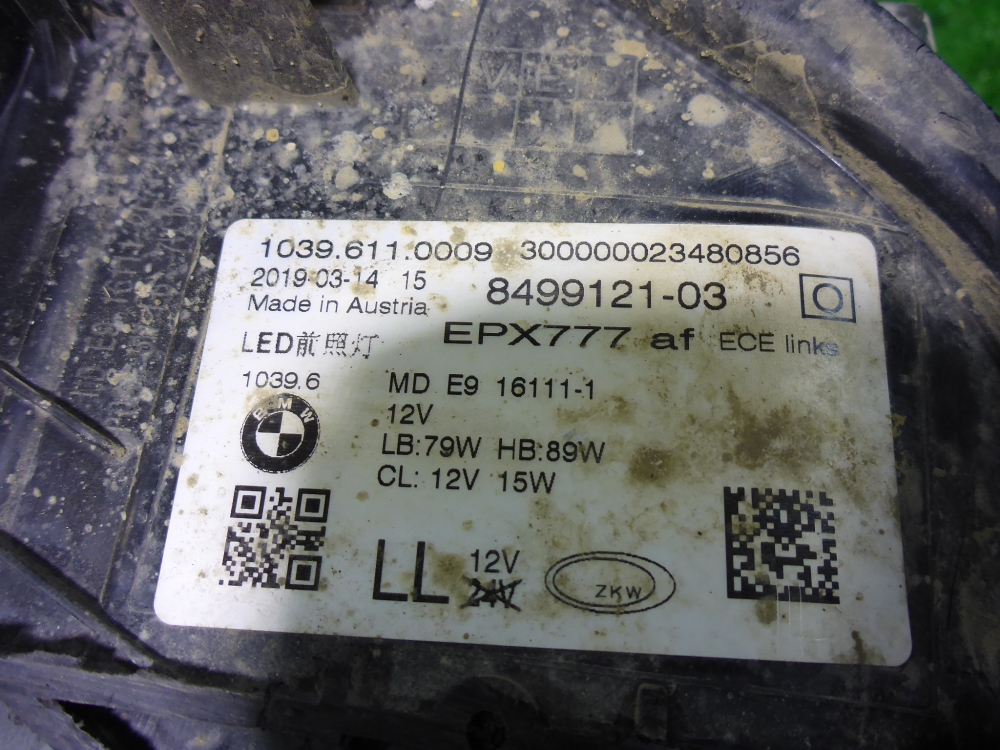 1039.611.0009 300000023480856
2019-03-14 15
8499121-03
Made in Austria
EPX777 af ECE links
LED前照灯
1039.6
MD E9 16111-1
BMW
12V
LB:79W HB:89W
CL: 12V 15W
LL
12V
24V
ZKW